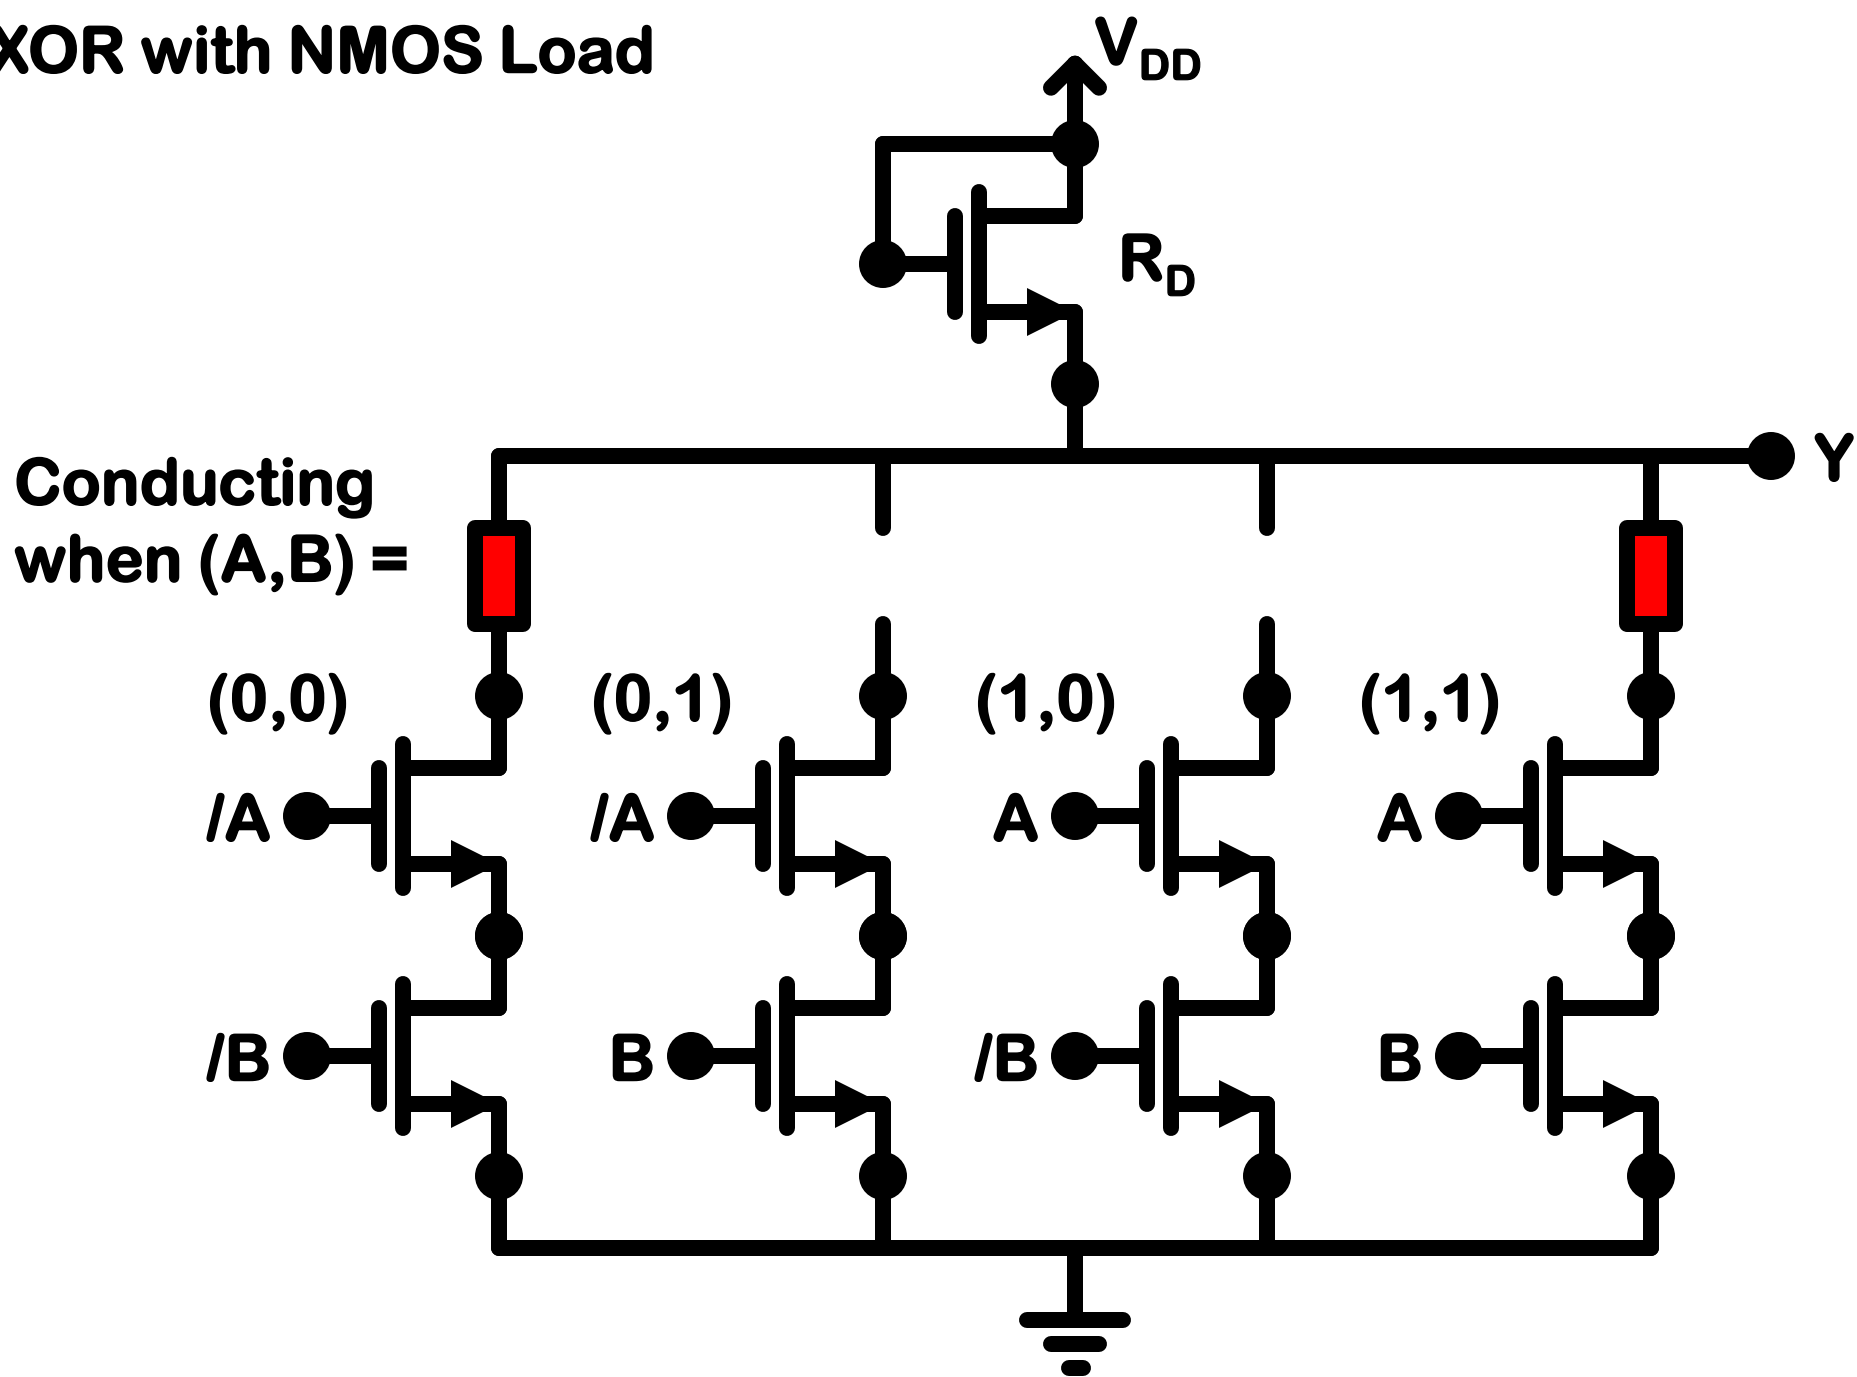 XOR with NMOS Load
VDD
RD
Conducting
when (A,B) =
Y
(0,0)
(0,1)
(1,0)
(1,1)
/A
/A
A
A
/B
B
/B
B